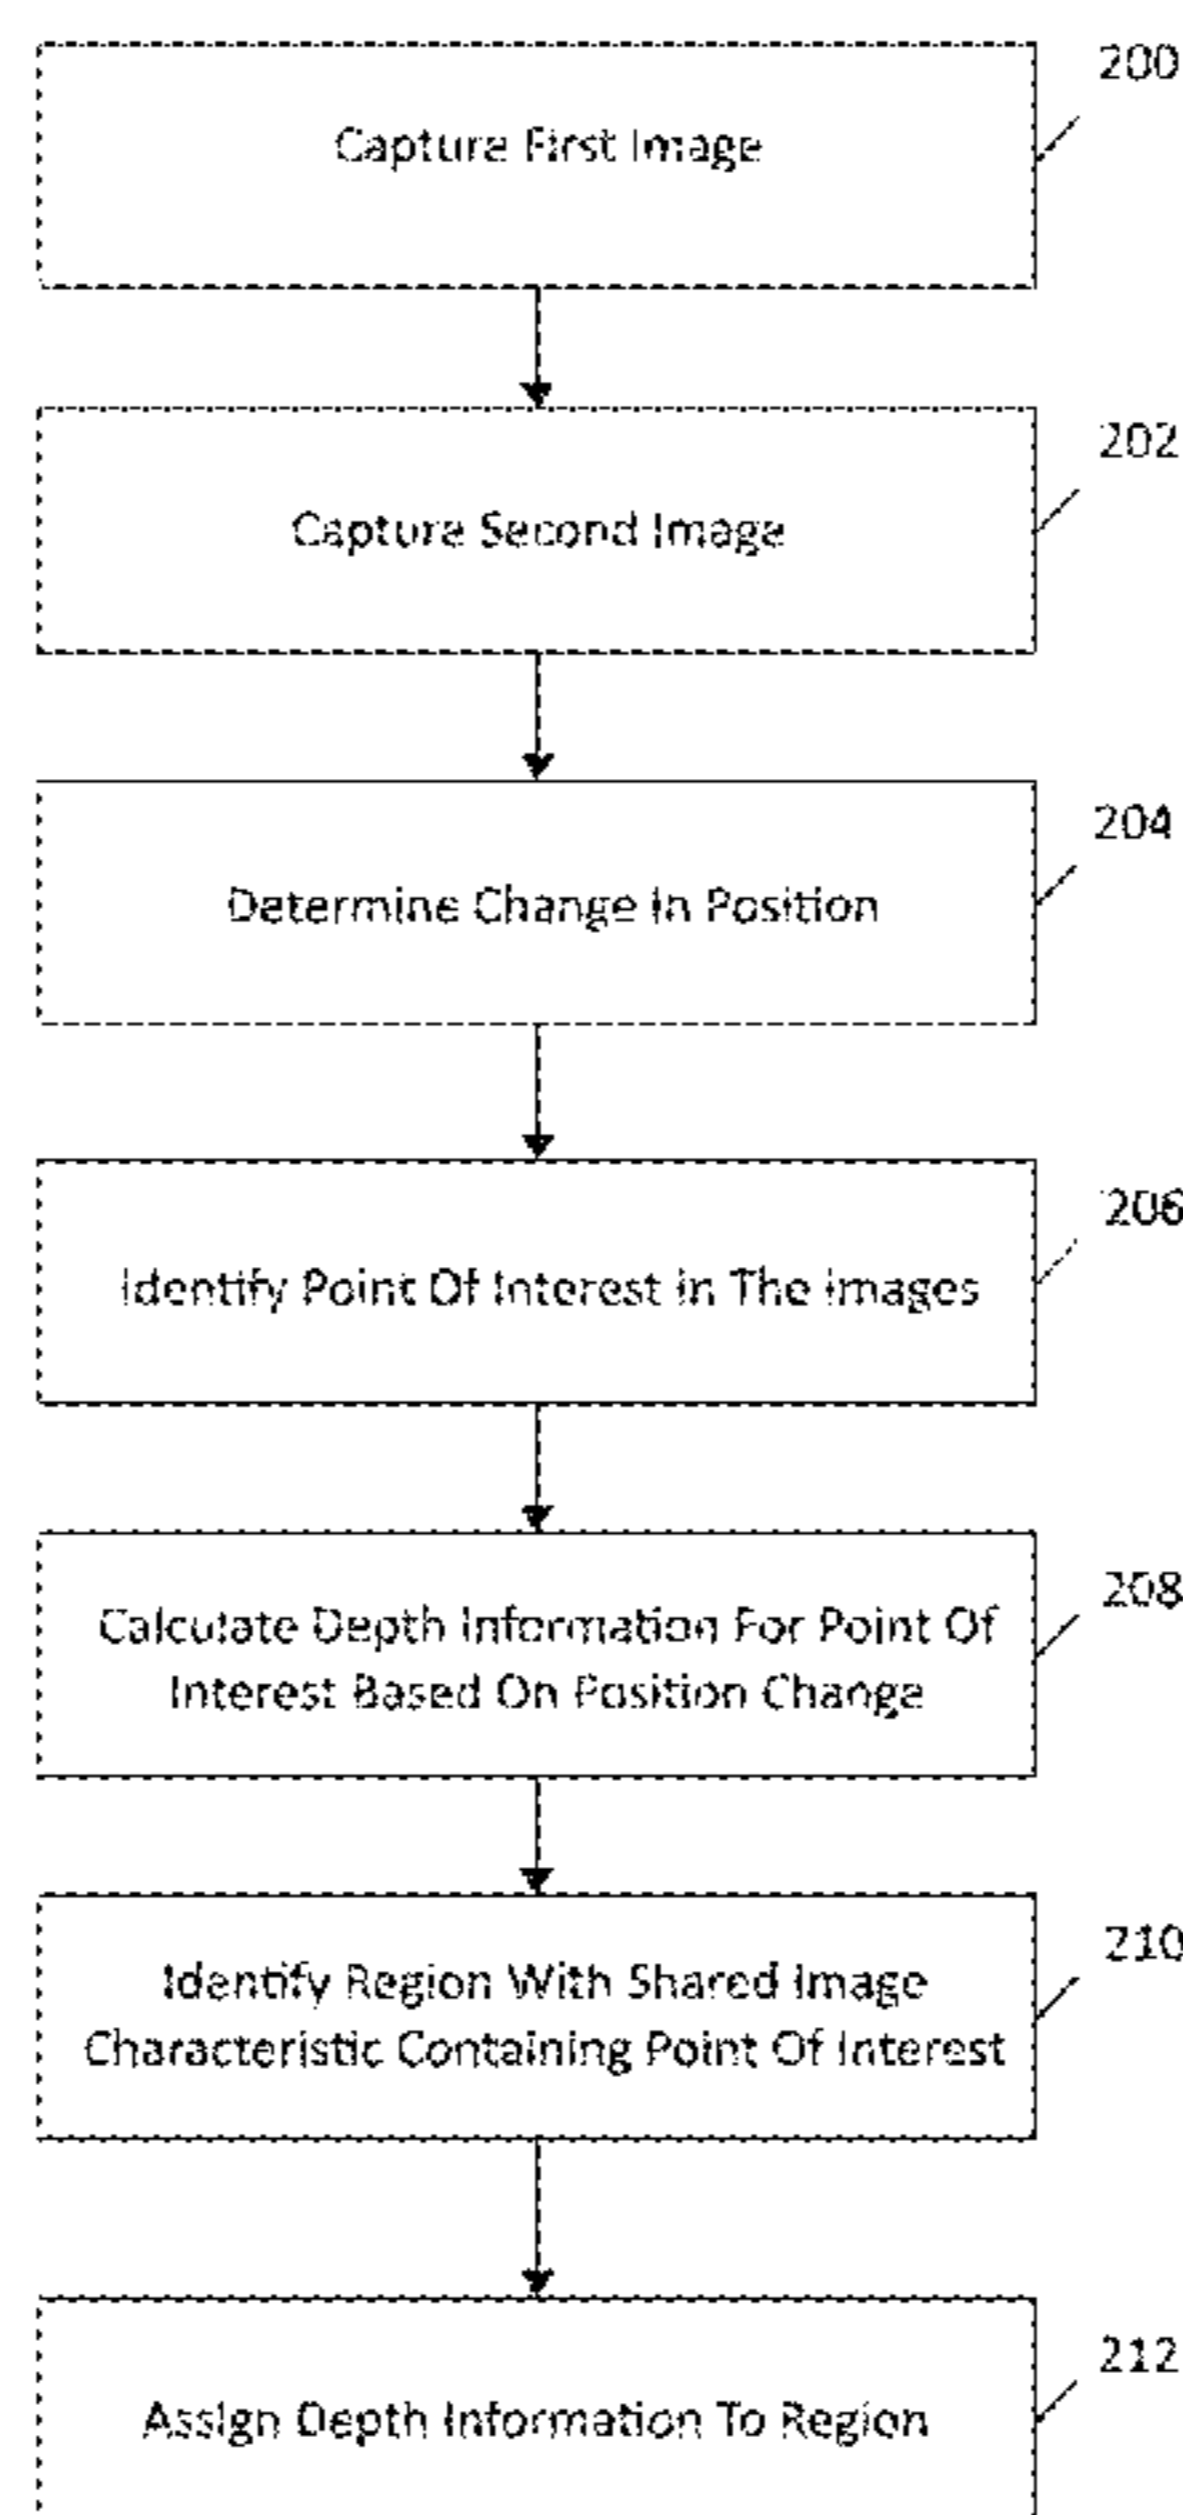 200
Capture First Image
202
Capture Second Image
204
Determine Change In Position
206
Identify Point Of Interest in The Images
208
Calculate Depth Information For Point Of
Interest Based On Position Change
210
Identify Region With Shared Image
Characteristic Containing Point Of Interest
212
Assign Depth Information To Region